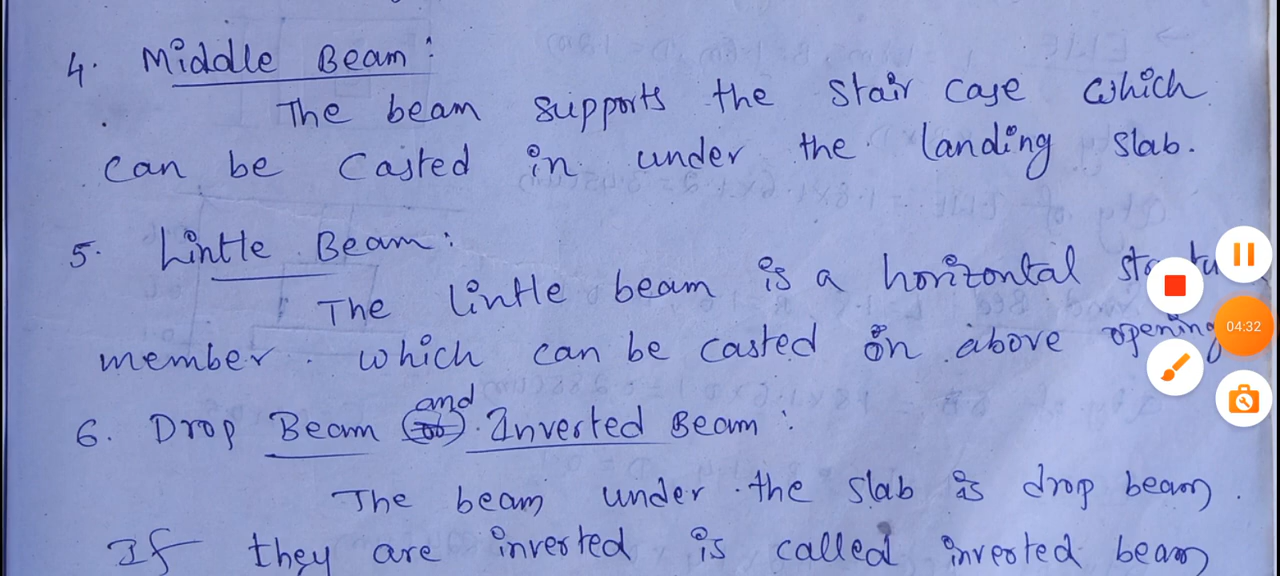 4. Middle Beam:
The beam supports the stair case which
can be casted in under the landing slab.
5. Lintle Beam:
The lintle beam is a horizontal
member which can be casted in above opening
6. Drop Beam and Inverted Beam:
The beam under the slab is drop beam.
If they are inverted is called inverted beam
04:32